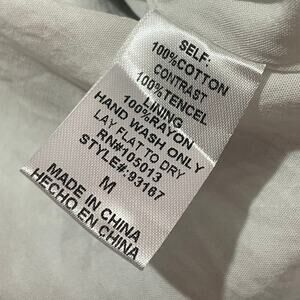 SELF:
100%COTTON
CONTRAST
100%TENCEL
LINING
100%RAYON
HAND WASH ONLY
LAY FLAT TO DRY
RN#105013
STYLE#:93167
M
MADE IN CHINA
HECHO EN CHINA